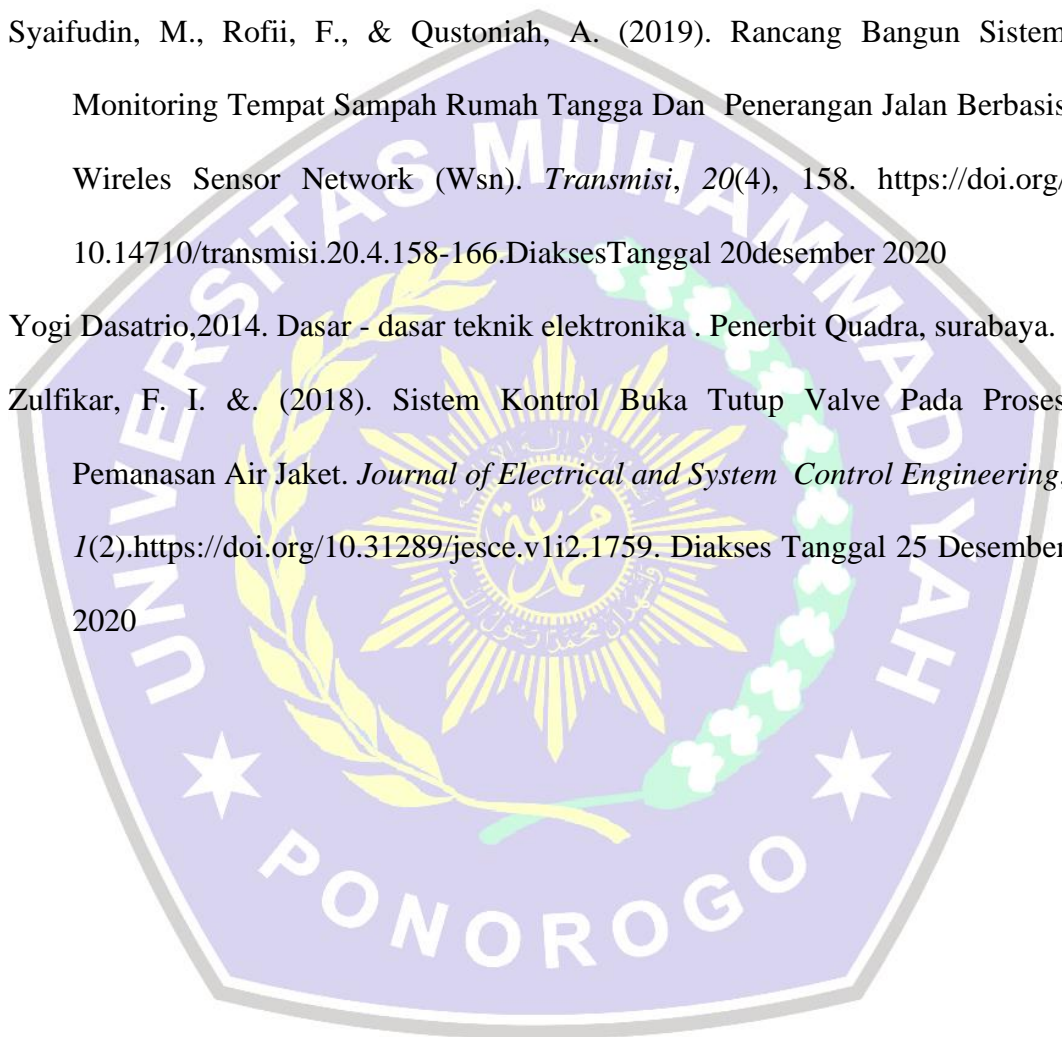 Syaifudin, M., Rofii, F., & Qustoniah, A. (2019). Rancang Bangun Sistem
Monitoring Tempat Sampah Rumah Tangga Dan Penerangan Jalan Berbasis
Wireles Sensor Network (Wsn). Transmisi, 20(4), 158. https://doi.org/
10.14710/transmisi.20.4.158-166.DiaksesTanggal 20desember 2020
Yogi Dasatrio,2014. Dasar - dasar teknik elektronika . Penerbit Quadra, surabaya.
Zulfikar, F. I. &. (2018). Sistem Kontrol Buka Tutup Valve Pada Proses
Pemanasan Air Jaket. Journal of Electrical and System Control Engineering,
1(2).https://doi.org/10.31289/jesce.v1i2.1759. Diakses Tanggal 25 Desember
2020
UNIVERSITAS MUHAMMADIYAH
PONOROGO
محمدية